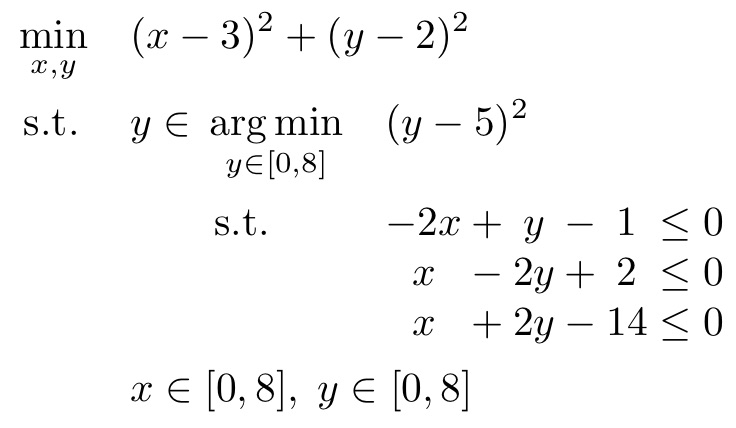 min (x − 3)² + (y − 2)²
x,y
s.t. y ∈ arg min (y − 5)²
y∈[0,8]
s.t. −2x + y − 1 ≤ 0
x − 2y + 2 ≤ 0
x + 2y − 14 ≤ 0
x ∈ [0, 8], y ∈ [0, 8]